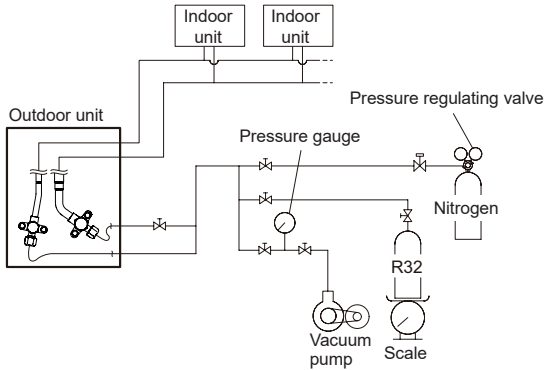 Indoor
unit
Indoor
unit
Pressure regulating valve
Outdoor unit
Pressure gauge
Nitrogen
R32
Vacuum
pump
Scale